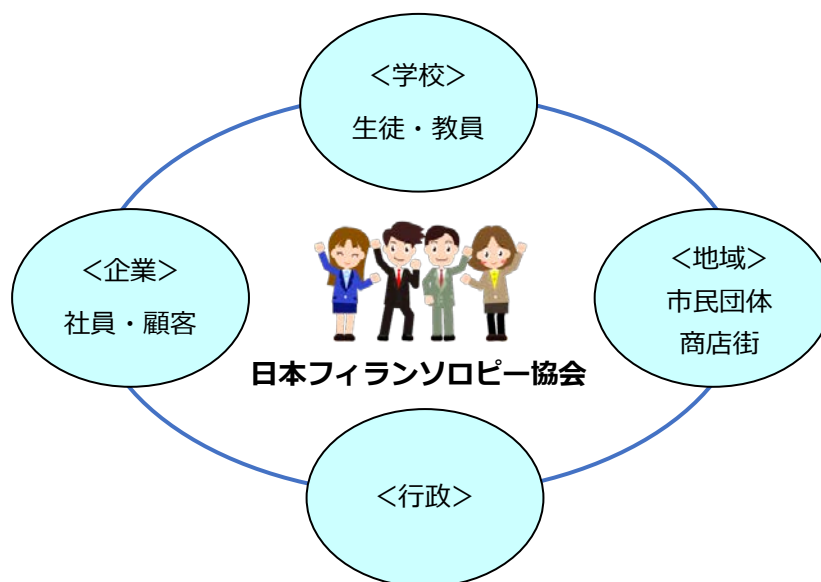 ＜学校＞
生徒・教員
＜企業＞
社員・顧客
＜地域＞
市民団体
商店街
日本フィランソロピー協会
＜行政＞